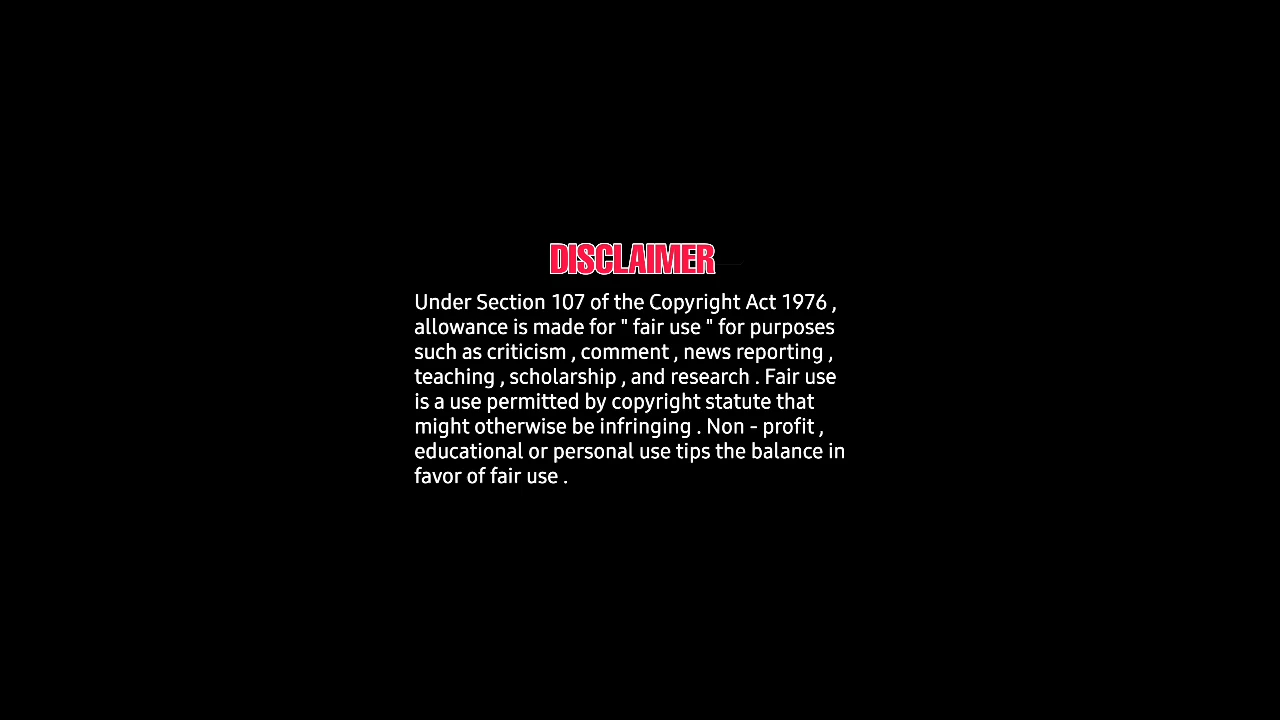 DISCLAIMER
Under Section 107 of the Copyright Act 1976 ,
allowance is made for " fair use " for purposes
such as criticism , comment , news reporting ,
teaching , scholarship , and research . Fair use
is a use permitted by copyright statute that
might otherwise be infringing . Non - profit ,
educational or personal use tips the balance in
favor of fair use .